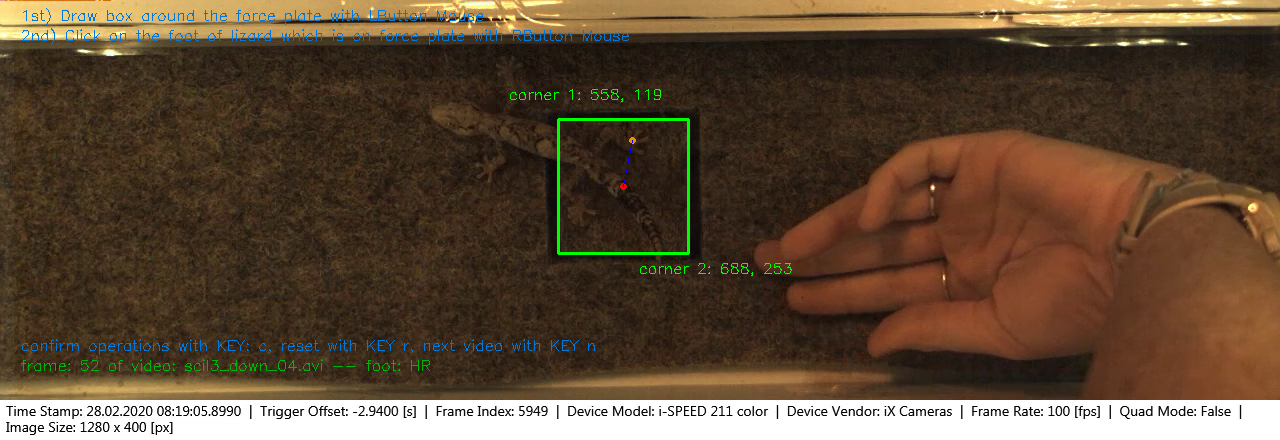 1st) Draw box around the force plate with LButton Mouse
2nd) Click on the foot of lizard which is on force plate with RButton Mouse
corner 1: 558, 119
corner 2: 688, 253
confirm operations with KEY: c, reset with KEY r, next video with KEY n
frame: 52 of video: scil3_down_04.avi -- foot: HR
Time Stamp: 28.02.2020 08:19:05.8990 | Trigger Offset: -2.9400 [s] | Frame Index: 5949 | Device Model: i-SPEED 211 color | Device Vendor: iX Cameras | Frame Rate: 100 [fps] | Quad Mode: False |
Image Size: 1280 x 400 [px]